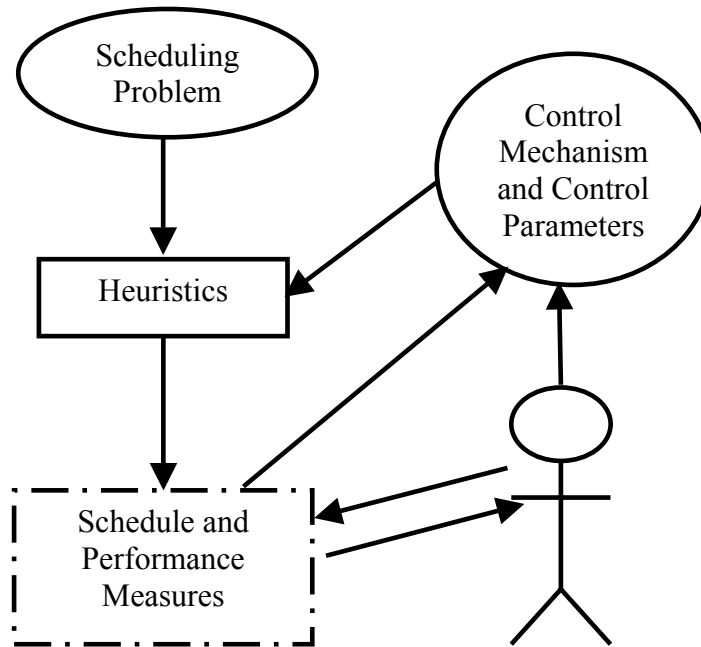 Scheduling
Problem
Control
Mechanism
and Control
Parameters
Heuristics
Schedule and
Performance
Measures